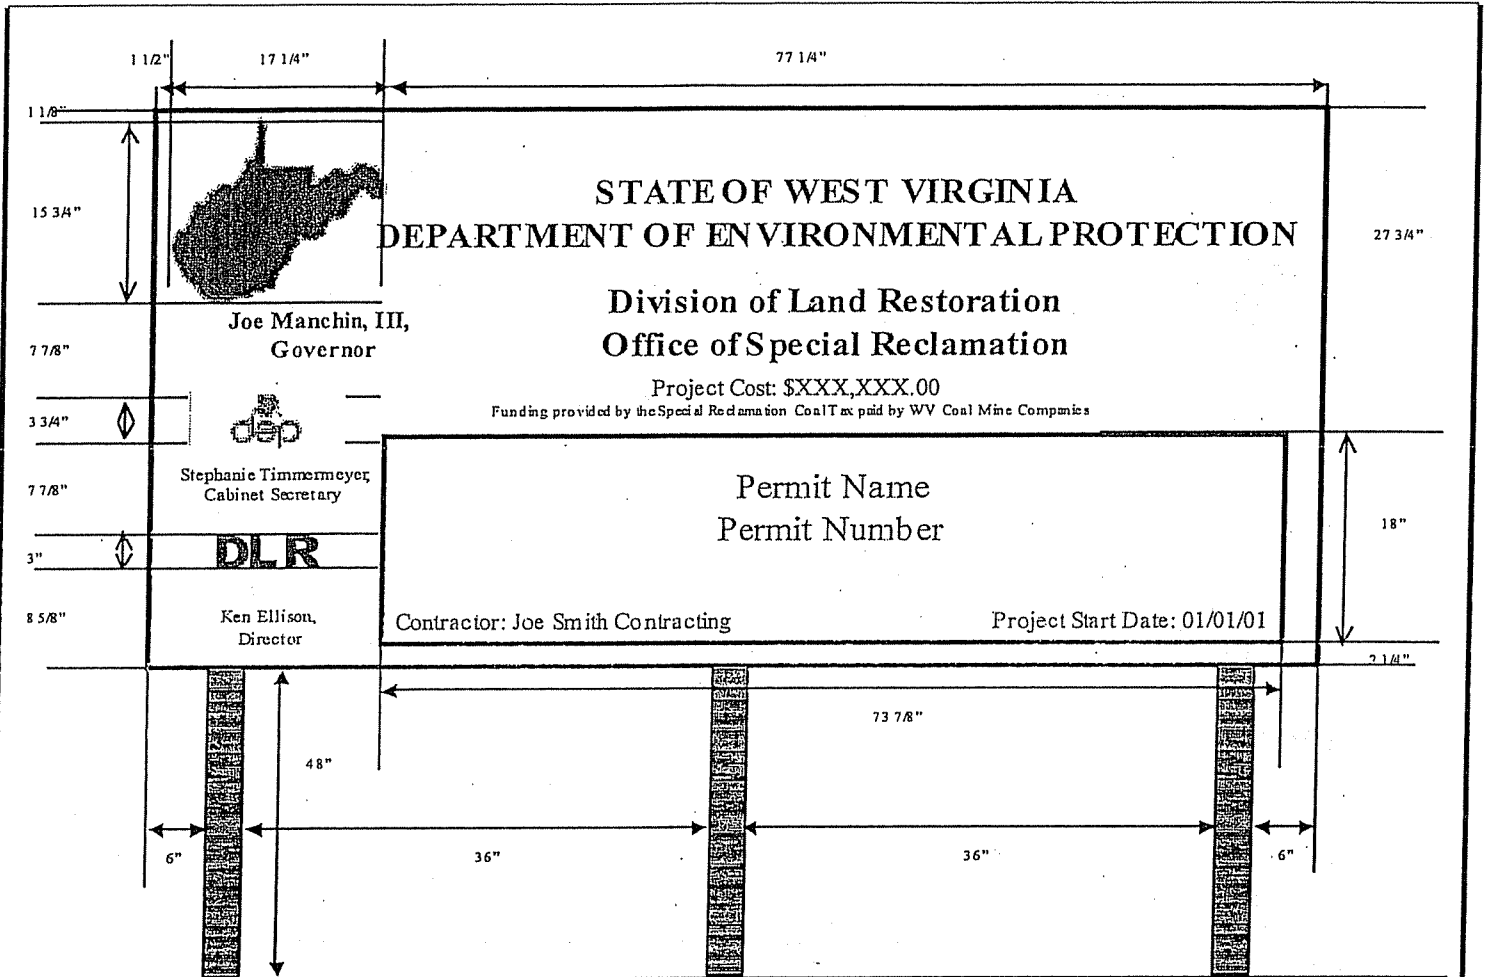 1 1/2"
17 1/4"
77 1/4"
1 1/8"
15 3/4"
STATE OF WEST VIRGINIA
DEPARTMENT OF ENVIRONMENTAL PROTECTION
27 3/4"
Division of Land Restoration
Office of Special Reclamation
Joe Manchin, III,
Governor
7 7/8"
Project Cost: $XXX,XXX.00
Funding provided by the Special Reclamation Coal Tax paid by WV Coal Mine Companies
3 3/4"
dep
Stephanie Timmermeyer,
Cabinet Secretary
7 7/8"
Permit Name
Permit Number
18"
DLR
3"
8 5/8"
Ken Ellison,
Director
Contractor: Joe Smith Contracting
Project Start Date: 01/01/01
2 1/4"
73 7/8"
48"
6"
36"
36"
6"